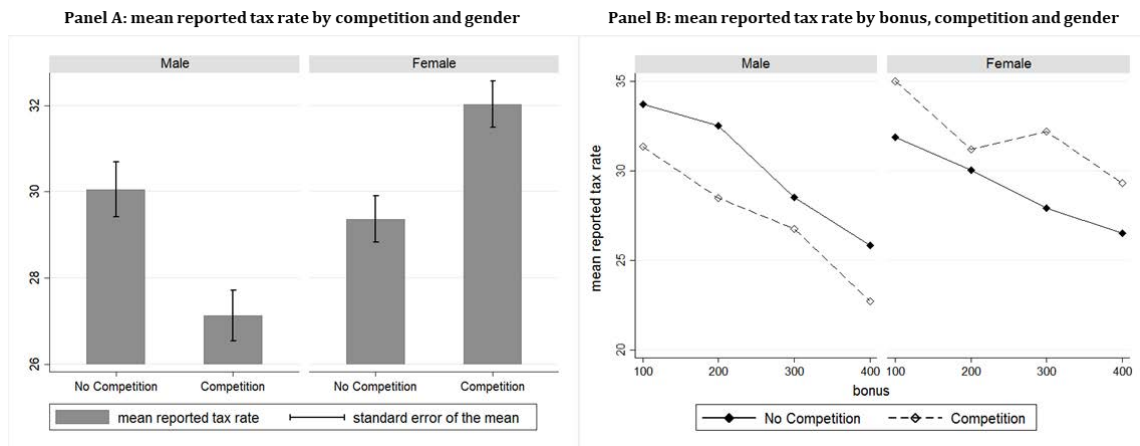 Panel A: mean reported tax rate by competition and gender
Male Female
32
30
28
26
No Competition Competition No Competition Competition
mean reported tax rate standard error of the mean
Panel B: mean reported tax rate by bonus, competition and gender
Male Female
mean reported tax rate
35
30
25
20
100 200 300 400 100 200 300 400
bonus
No Competition Competition